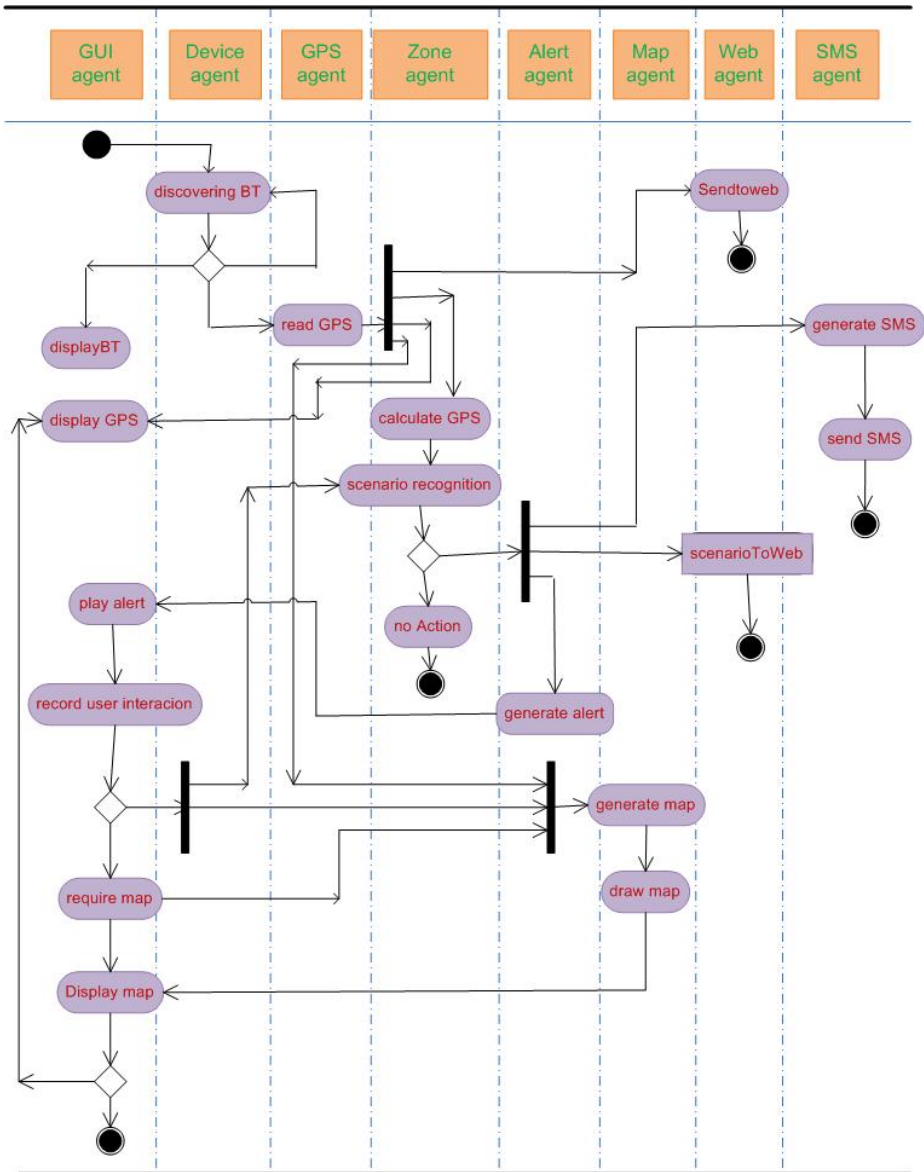 GUI
agent
Device
agent
GPS
agent
Zone
agent
Alert
agent
Map
agent
Web
agent
SMS
agent
discovering BT
Sendtoweb
displayBT
read GPS
generate SMS
display GPS
calculate GPS
send SMS
scenario recognition
scenarioToWeb
play alert
no Action
record user interacion
generate alert
generate map
require map
draw map
Display map